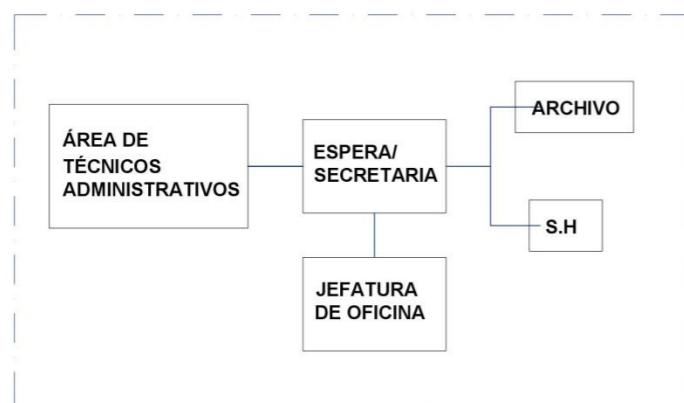 ÁREA DE
TÉCNICOS
ADMINISTRATIVOS
ESPERA/
SECRETARIA
ARCHIVO
S.H
JEFATURA
DE OFICINA